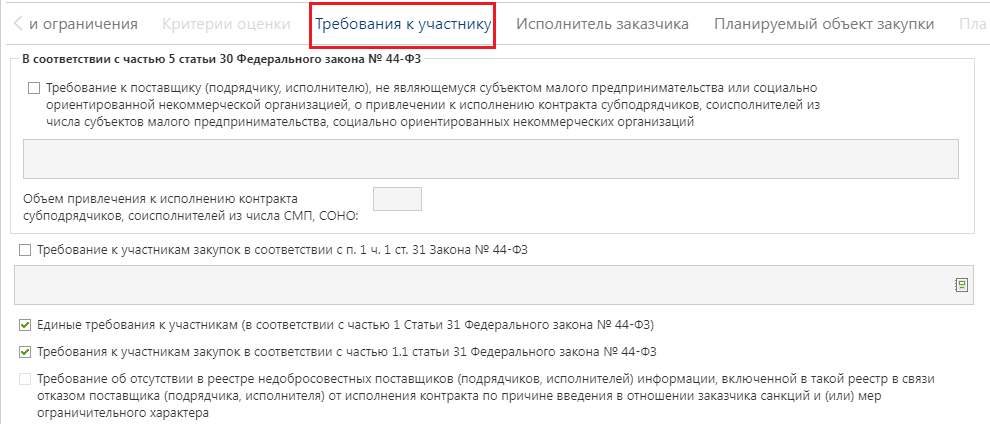 и ограничения Критерии оценки Требования к участнику Исполнитель заказчика Планируемый объект закупки Пла
В соответствии с частью 5 статьи 30 Федерального закона № 44-ФЗ
Требование к поставщику (подрядчику, исполнителю), не являющемуся субъектом малого предпринимательства или социально
ориентированной некоммерческой организацией, о привлечении к исполнению контракта субподрядчиков, соисполнителей из
числа субъектов малого предпринимательства, социально ориентированных некоммерческих организаций
Объем привлечения к исполнению контракта
субподрядчиков, соисполнителей из числа СМП, СОНО:
Требование к участникам закупок в соответствии с п. 1 ч. 1 ст. 31 Закона № 44-ФЗ
Единые требования к участникам (в соответствии с частью 1 Статьи 31 Федерального закона № 44-ФЗ)
Требования к участникам закупок в соответствии с частью 1.1 статьи 31 Федерального закона № 44-ФЗ
Требование об отсутствии в реестре недобросовестных поставщиков (подрядчиков, исполнителей) информации, включенной в такой реестр в связи
отказом поставщика (подрядчика, исполнителя) от исполнения контракта по причине введения в отношении заказчика санкций и (или) мер
ограничительного характера